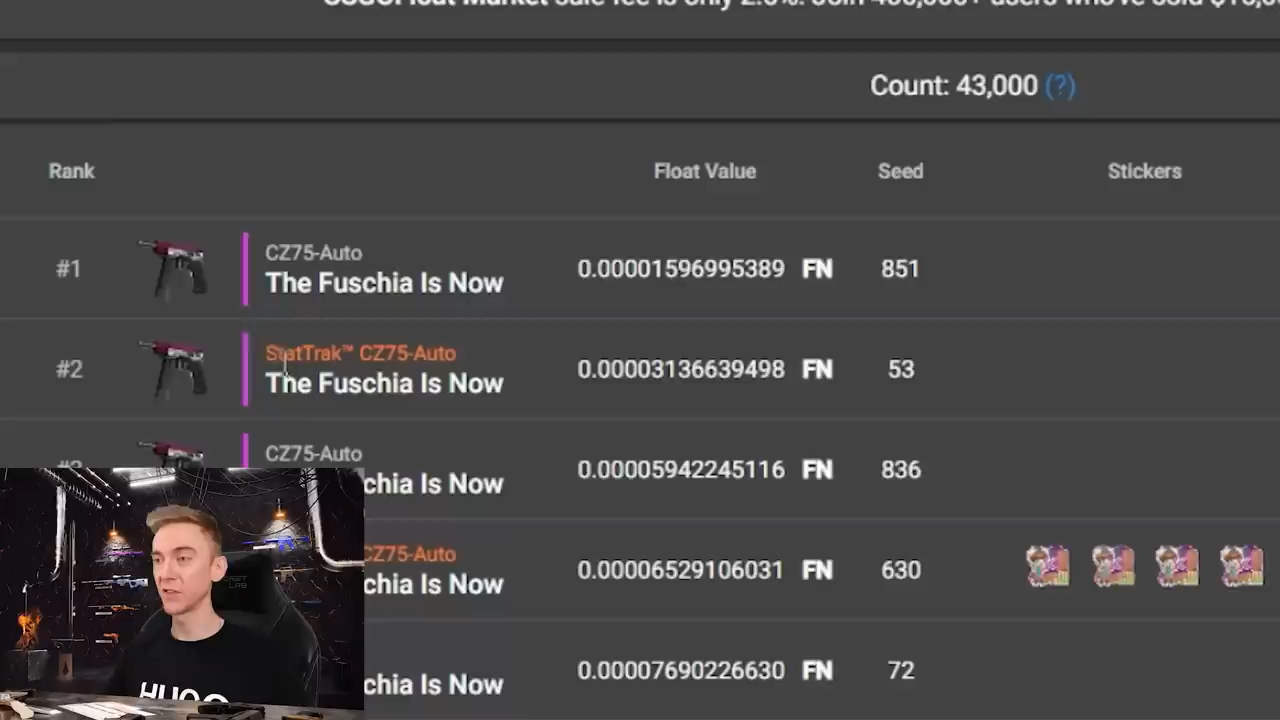 Count: 43,000 (?)
Rank Float Value Seed Stickers
#1 CZ75-Auto
The Fuschia Is Now 0.00001596995389 FN 851
#2 StatTrak™ CZ75-Auto
The Fuschia Is Now 0.00003136639498 FN 53
CZ75-Auto
chia Is Now 0.00005942245116 FN 836
CZ75-Auto
chia Is Now 0.00006529106031 FN 630
chia Is Now 0.00007690226630 FN 72